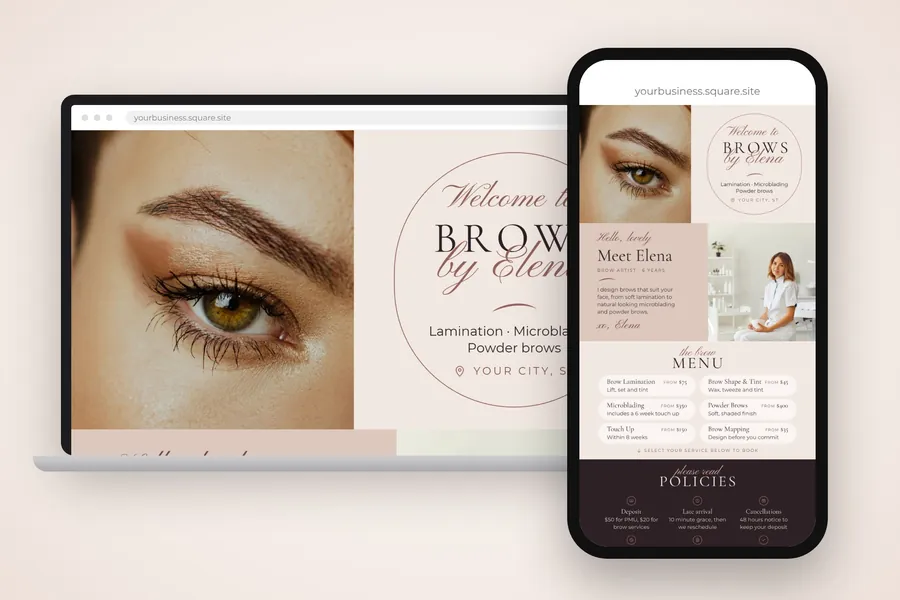 yourbusiness.square.site
Welcome to
BROW
by Elen
Lamination · Microbla
Powder brows
YOUR CITY, S
yourbusiness.square.site
Welcome to
BROWS
by Elena
Lamination · Microblading
Powder brows
YOUR CITY, ST
Hello, lovely
Meet Elena
BROW ARTIST · 6 YEARS
I design brows that suit your
face, from soft lamination to
natural looking microblading
and powder brows.
xo, Elena
the brow
MENU
Brow Lamination FROM $75
Lift, set and tint
Brow Shape & Tint FROM $45
Wax, tweeze and tint
Microblading FROM $350
Includes a 6 week touch up
Powder Brows FROM $400
Soft, shaded finish
Touch Up FROM $150
Within 8 weeks
Brow Mapping FROM $35
Design before you commit
SELECT YOUR SERVICE BELOW TO BOOK
please read
POLICIES
Deposit
$50 for PMU, $20 for
brow services
Late arrival
10 minute grace, then
we reschedule
Cancellations
48 hours notice to
keep your deposit